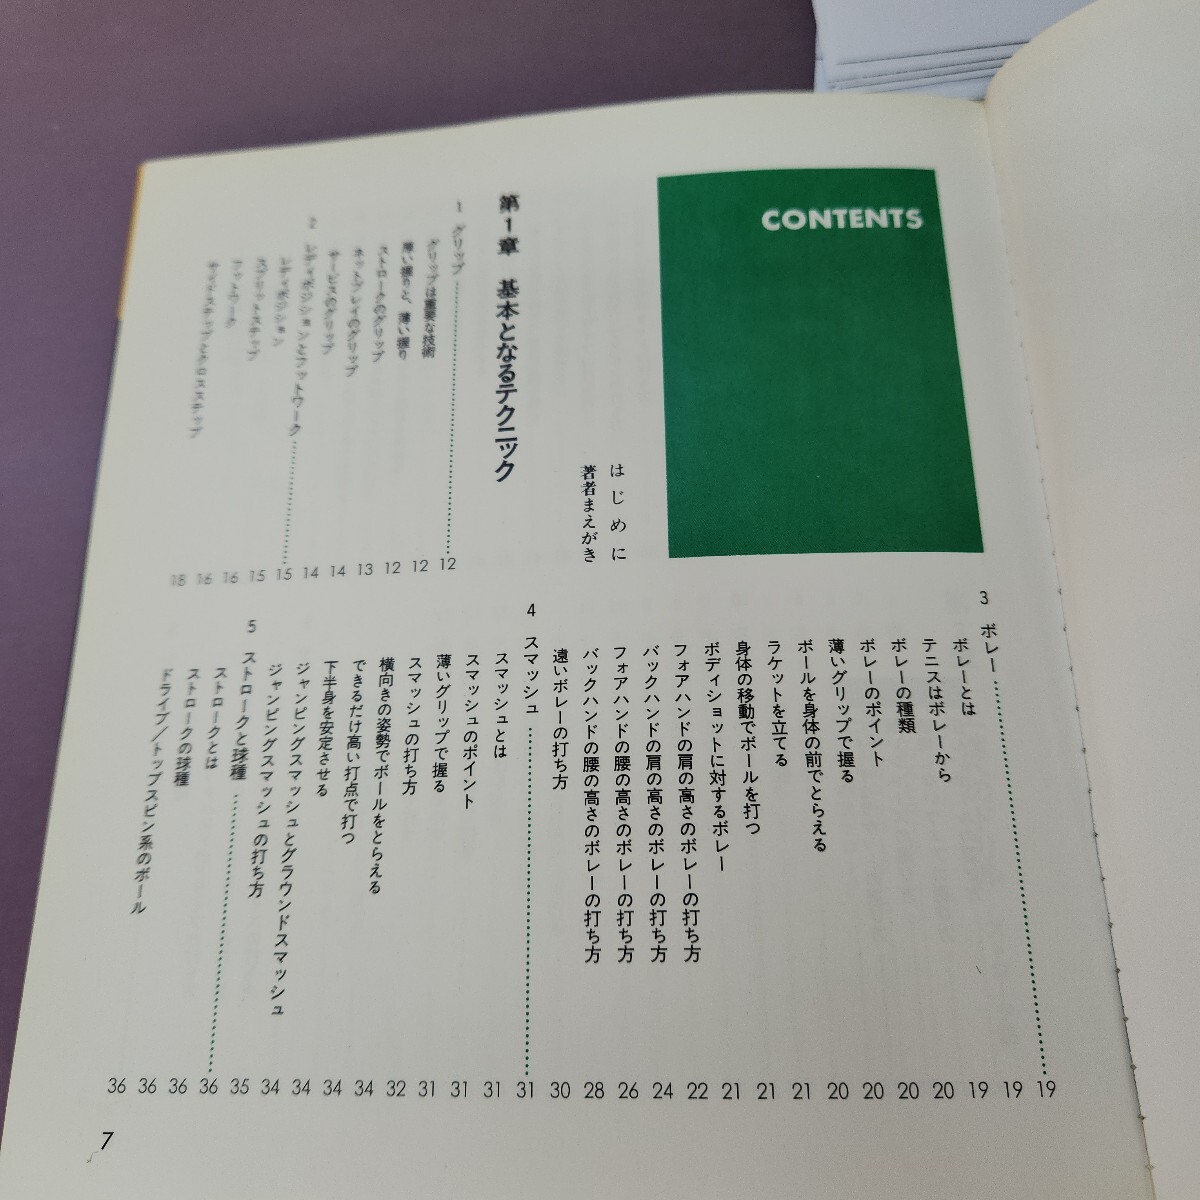 CONTENTS
はじめに
著者まえがき
第1章 基本となるテクニック
1 グリップ……12
グリップは重要な技術 12
厚い握りと、薄い握り 12
ストロークのグリップ 13
ネットプレイのグリップ 14
サービスのグリップ 14
2 レディポジションとフットワーク……15
レディポジション 15
スプリットステップ 16
フットワーク 16
サイドステップとクロスステップ 18
3 ボレー……19
ボレーとは 19
テニスはボレーから 19
ボレーの種類 20
ボレーのポイント 20
薄いグリップで握る 20
ボールを身体の前でとらえる 20
ラケットを立てる 21
身体の移動でボールを打つ 21
ボディショットに対するボレー 21
フォアハンドの肩の高さのボレーの打ち方 22
バックハンドの肩の高さのボレーの打ち方 24
フォアハンドの腰の高さのボレーの打ち方 26
バックハンドの腰の高さのボレーの打ち方 28
遠いボレーの打ち方 30
4 スマッシュ……31
スマッシュとは 31
スマッシュのポイント 31
薄いグリップで握る 31
スマッシュの打ち方 32
横向きの姿勢でボールをとらえる 34
できるだけ高い打点で打つ 34
下半身を安定させる 34
ジャンピングスマッシュとグラウンドスマッシュ 34
ジャンピングスマッシュの打ち方 35
5 ストロークと球種……36
ストロークとは 36
ストロークの球種 36
ドライブ/トップスピン系のボール 36
7